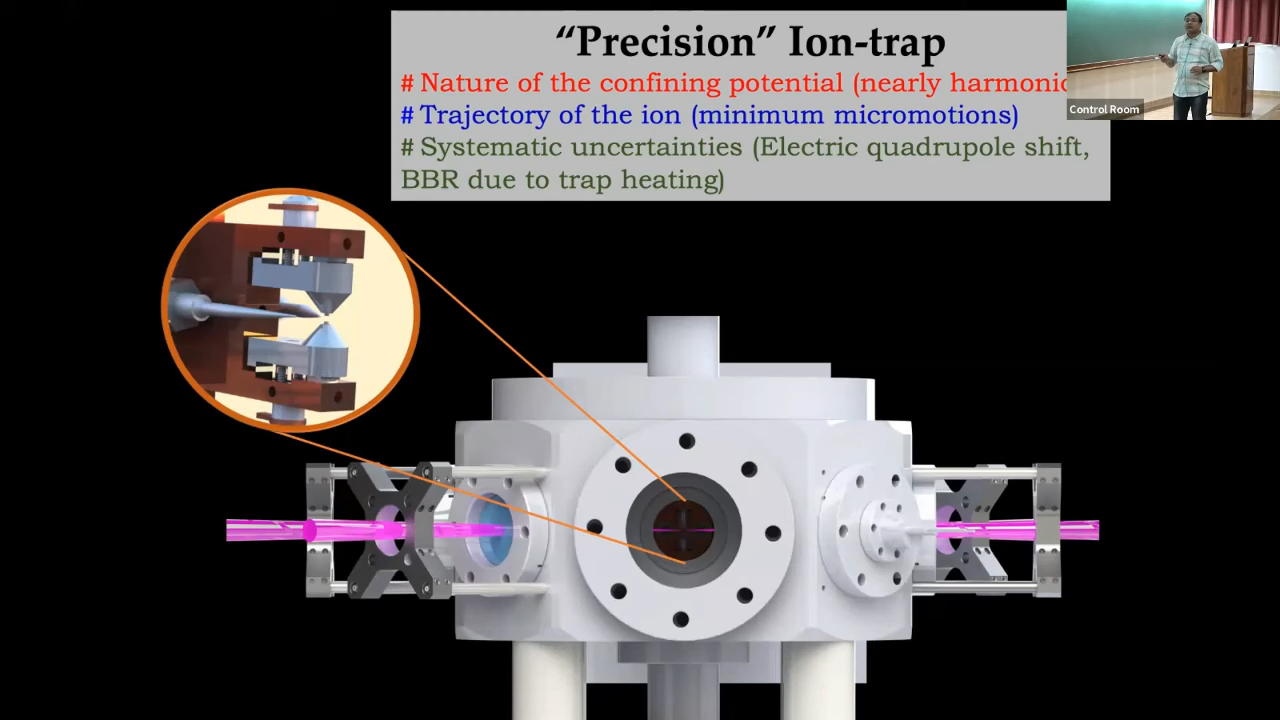 “Precision” Ion-trap
# Nature of the confining potential (nearly harmonic
# Trajectory of the ion (minimum micromotions)
# Systematic uncertainties (Electric quadrupole shift,
BBR due to trap heating)
Control Room